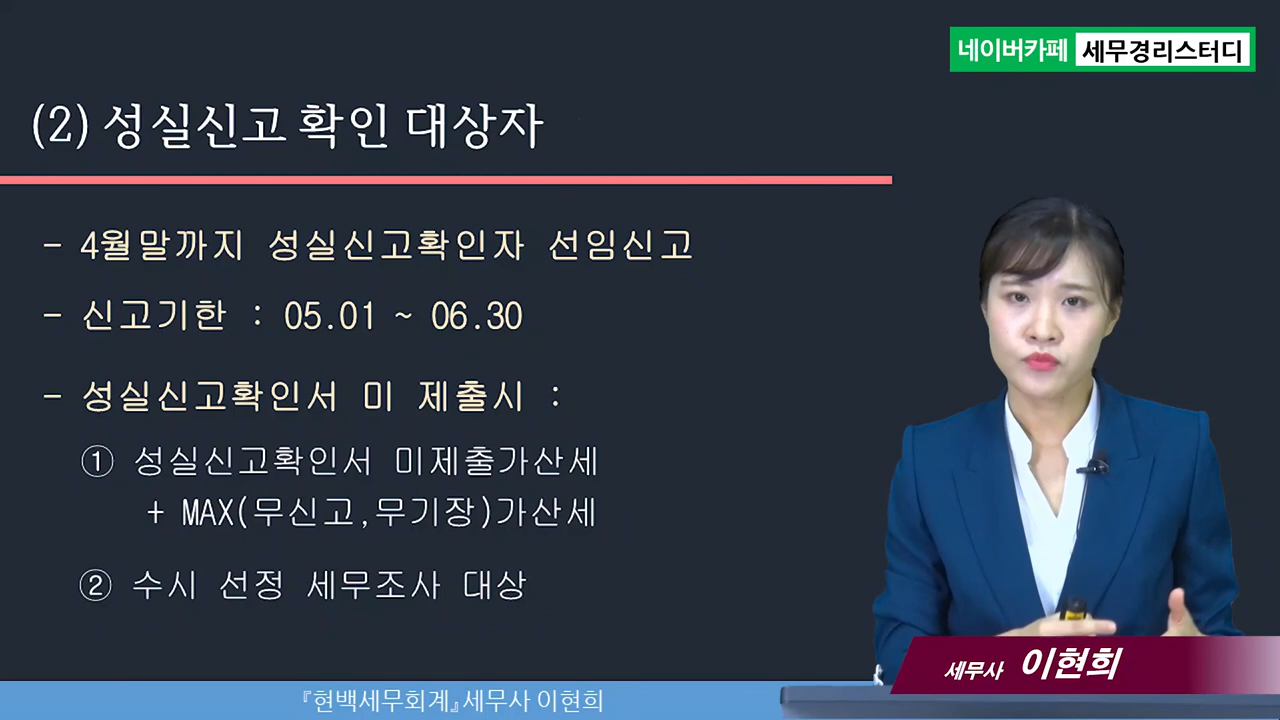 네이버카페 세무경리스터디
(2) 성실신고 확인 대상자
- 4월말까지 성실신고확인자 선임신고
- 신고기한 : 05.01 ~ 06.30
- 성실신고확인서 미 제출시 :
① 성실신고확인서 미제출가산세
+ MAX(무신고,무기장)가산세
② 수시 선정 세무조사 대상
세무사 이현희
『현백세무회계』세무사 이현희